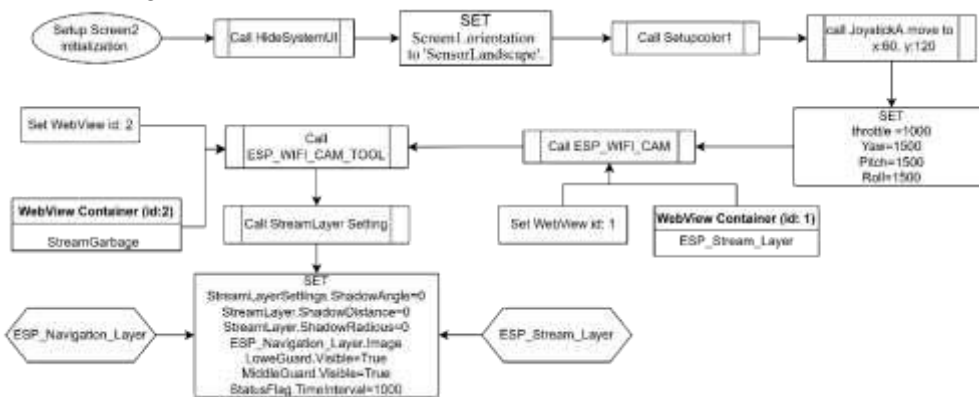 Setup Screen2
initialization
Call HideSystemUI
SET
Screen1.orientation
to 'SensorLandscape'.
Call Setupcolor1
call JoystickA.move to
x:60, y:120
SET
throttle =1000
Yaw=1500
Pitch=1500
Roll=1500
Call ESP_WIFI_CAM
Set WebView id: 1
WebView Container (id: 1)
ESP_Stream_Layer
Call
ESP_WIFI_CAM_TOOL
Set WebView id: 2
WebView Container (id:2)
StreamGarbage
Call StreamLayer Setting
SET
StreamLayerSettings.ShadowAngle=0
StreamLayer.ShadowDistance=0
StreamLayer.ShadowRadious=0
ESP_Navigation_Layer.Image
LoweGuard.Visible=True
MiddleGuard.Visible=True
StatusFlag.TimeInterval=1000
ESP_Navigation_Layer
ESP_Stream_Layer